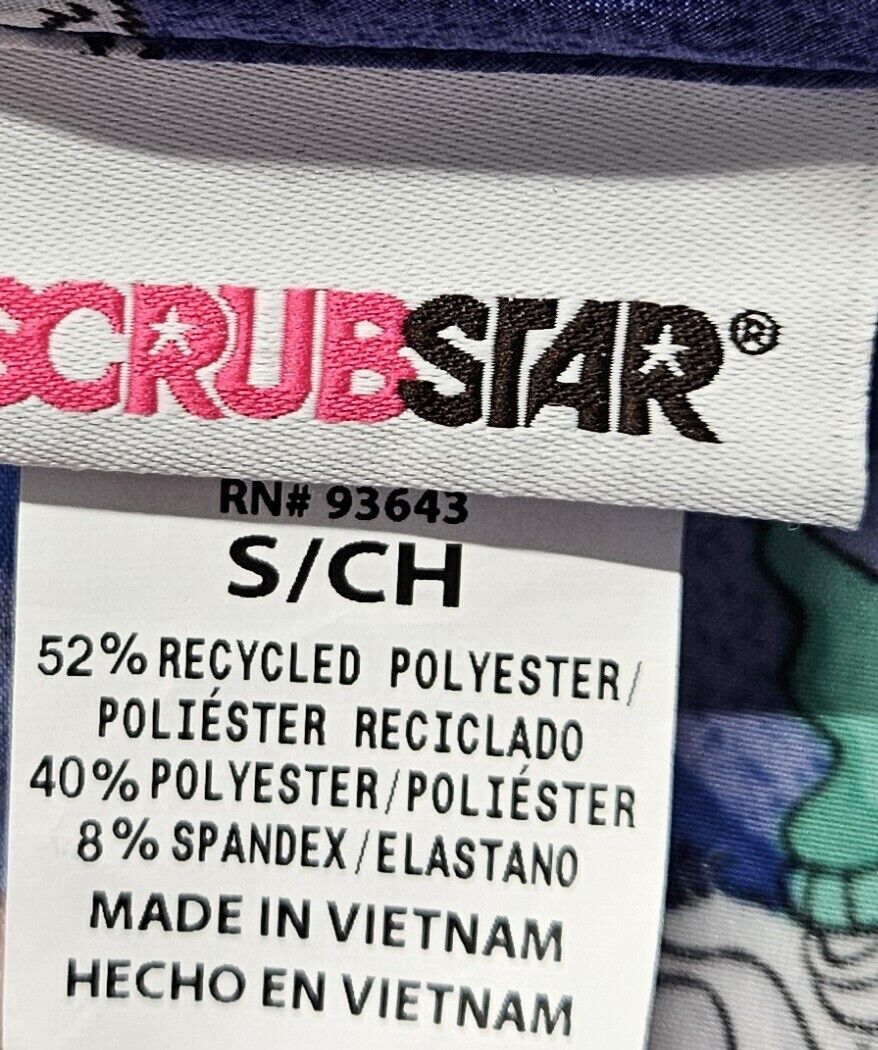 SCRUBSTAR®
RN# 93643
S/CH
52% RECYCLED POLYESTER/
POLIÉSTER RECICLADO
40% POLYESTER/POLIÉSTER
8% SPANDEX/ELASTANO
MADE IN VIETNAM
HECHO EN VIETNAM